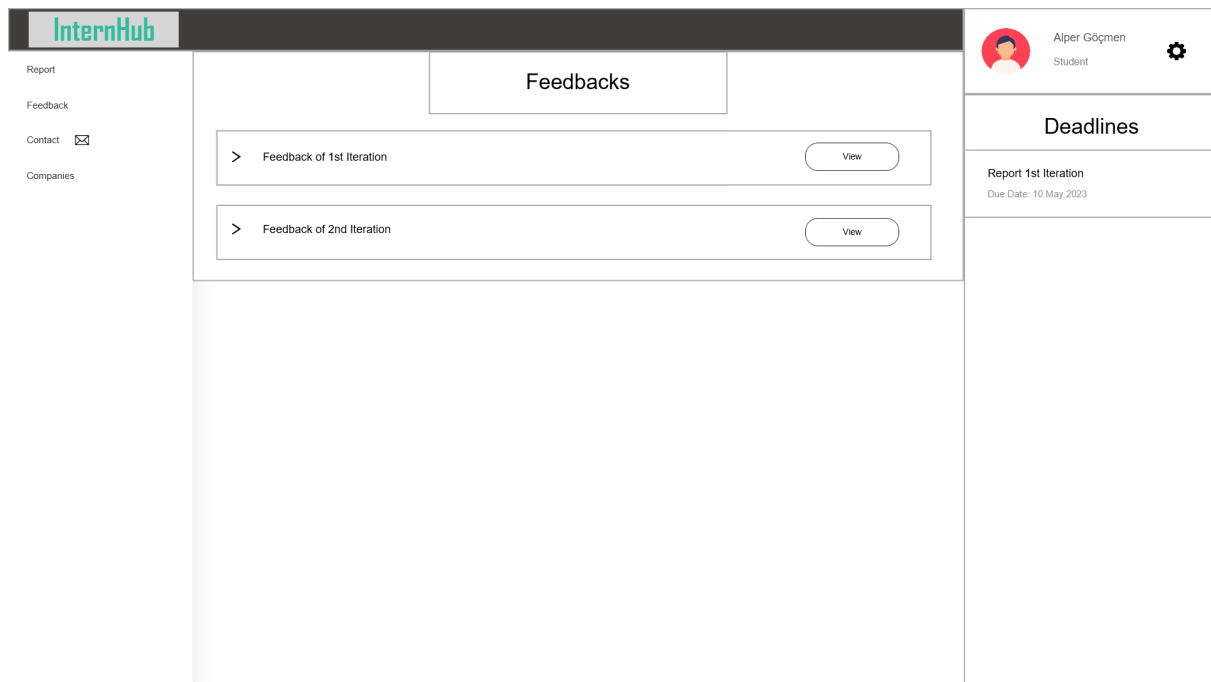 InternHub
Report
Feedback
Contact
Companies
Feedbacks
Feedback of 1st Iteration
View
Feedback of 2nd Iteration
View
Alper Göçmen
Student
Deadlines
Report 1st Iteration
Due Date: 10 May 2023